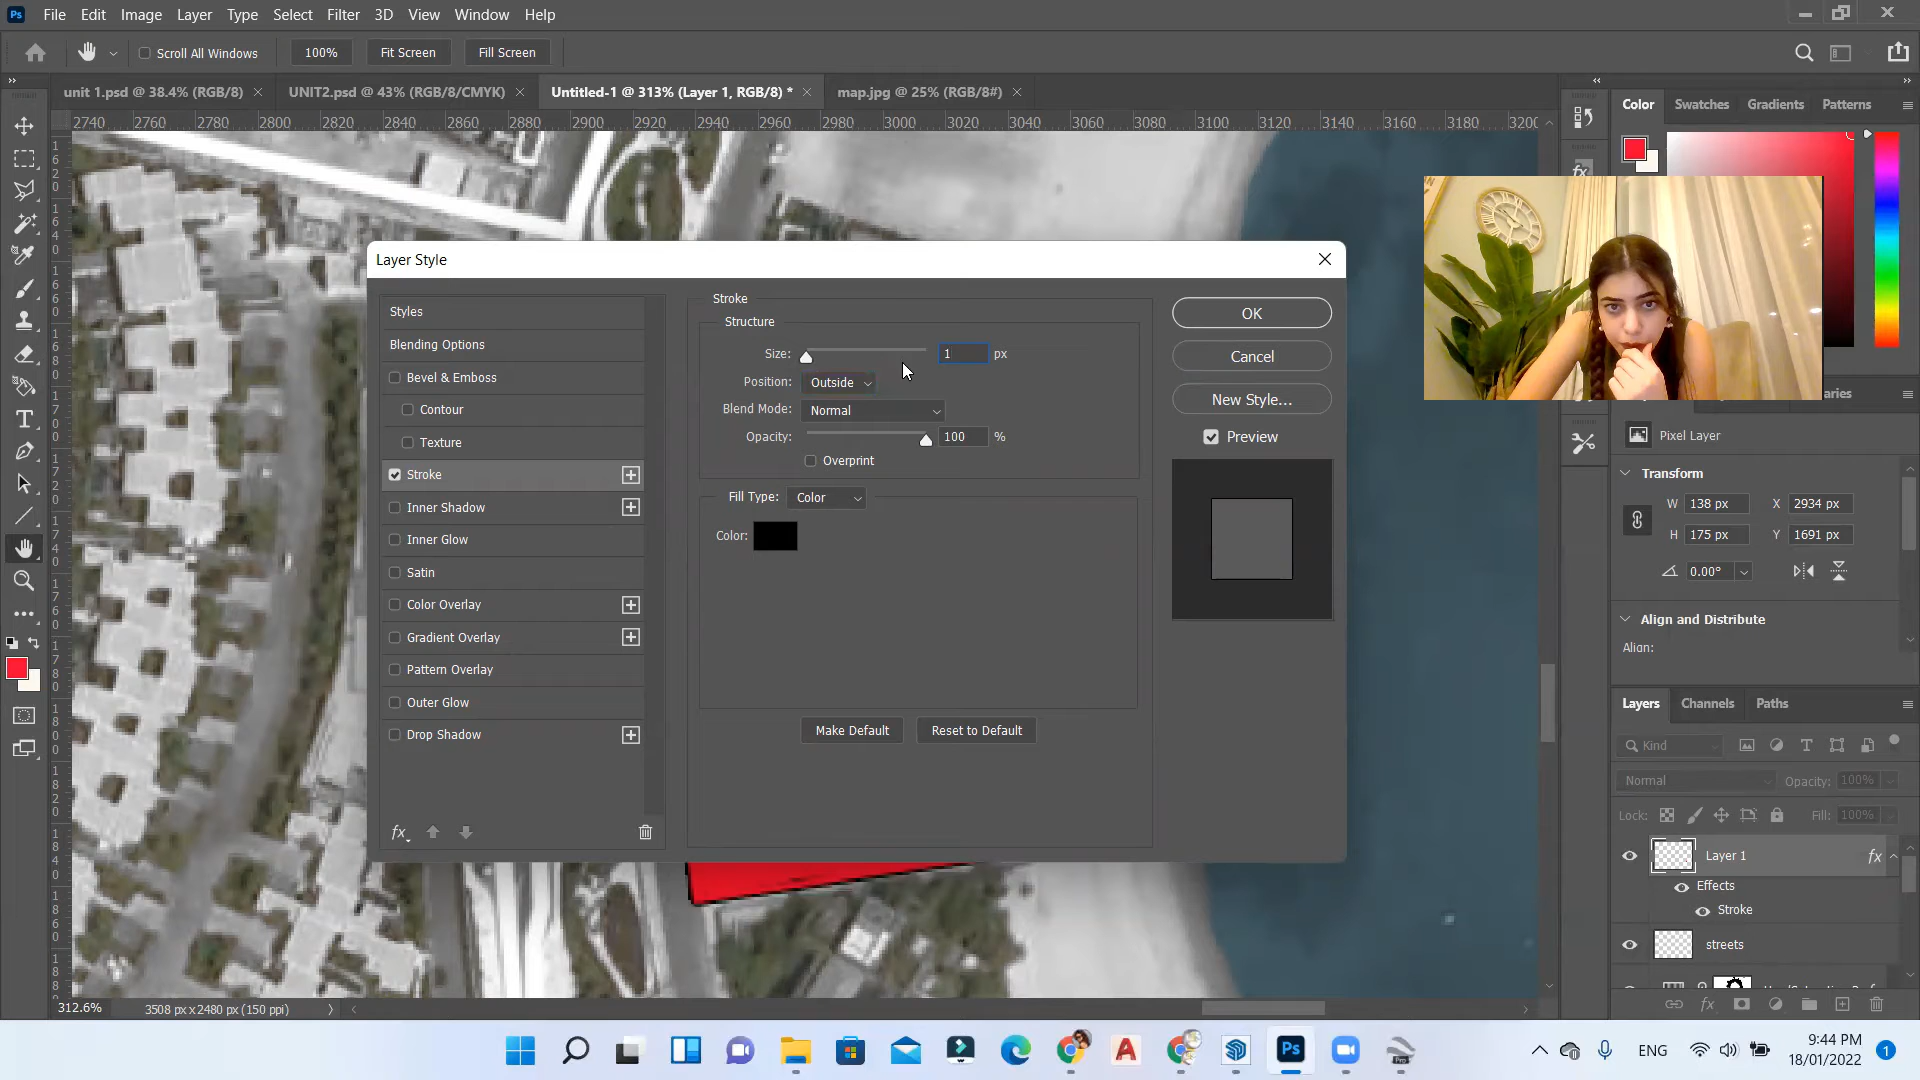 Ps File Edit Image Layer Type Select Filter 3D View Window Help
Scroll All Windows 100% Fit Screen Fill Screen
unit 1.psd @ 38.4% (RGB/8) UNIT2.psd @ 43% (RGB/8/CMYK) Untitled-1 @ 313% (Layer 1, RGB/8) * map.jpg @ 25% (RGB/8#)
Color Swatches Gradients Patterns
2740 2760 2780 2800 2820 2840 2860 2880 2900 2920 2940 2960 2980 3000 3020 3040 3060 3080 3100 3120 3140 3160 3180 3200
Layer Style
Styles
Blending Options
Bevel & Emboss
Contour
Texture
Stroke
Inner Shadow
Inner Glow
Satin
Color Overlay
Gradient Overlay
Pattern Overlay
Outer Glow
Drop Shadow
fx
Stroke
Structure
Size: 1 px
Position: Outside
Blend Mode: Normal
Opacity: 100 %
Overprint
Fill Type: Color
Color:
Make Default Reset to Default
OK
Cancel
New Style...
Preview
Pixel Layer
Transform
W 138 px X 2934 px
H 175 px Y 1691 px
0.00°
Align and Distribute
Align:
Layers Channels Paths
Kind
Normal Opacity: 100%
Lock: Fill: 100%
Layer 1 fx
Effects
Stroke
streets
312.6% 3508 px x 2480 px (150 ppi)
ENG 9:44 PM
18/01/2022
1